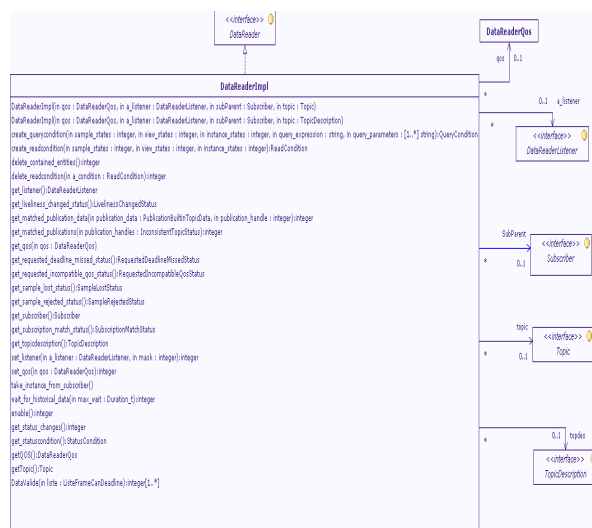 <<interface>>
DataReader
DataReaderQos
qos 0..1
*
DataReaderImpl
DataReaderImpl(in qos : DataReaderQos, in a_listener : DataReaderListener, in subParent : Subscriber, in topic : Topic)
DataReaderImpl(in qos : DataReaderQos, in a_listener : DataReaderListener, in subParent : Subscriber, in topic : TopicDescription)
create_querycondition(in sample_states : integer, in view_states : integer, in instance_states : integer, in query_expression : string, in query_parameters : [1..*] string):QueryCondition
create_readcondition(in sample_states : integer, in view_states : integer, in instance_states : integer):ReadCondition
delete_contained_entities():integer
delete_readcondition(in a_condition : ReadCondition):integer
get_listener():DataReaderListener
get_liveliness_changed_status():LivelinessChangedStatus
get_matched_publication_data(in publication_data : PublicationBuiltinTopicData, in publication_handle : integer):integer
get_matched_publications(in publication_handles : InconsistentTopicStatus):integer
get_qos(in qos : DataReaderQos)
get_requested_deadline_missed_status():RequestedDeadlineMissedStatus
get_requested_incompatible_qos_status():RequestedIncompatibleQosStatus
get_sample_lost_status():SampleLostStatus
get_sample_rejected_status():SampleRejectedStatus
get_subscriber():Subscriber
get_subscription_match_status():SubscriptionMatchStatus
get_topicdescription():TopicDescription
set_listener(in a_listener : DataReaderListener, in mask : integer):integer
set_qos(in qos : DataReaderQos):integer
take_instance_from_subscriber()
wait_for_historical_data(in max_wait : Duration_t):integer
enable():integer
get_status_changes():integer
get_statuscondition():StatusCondition
getQOS():DataReaderQos
getTopic():Topic
DataValide(in liste : ListeFrameCanDeadline):integer[1..*]
0..1 a_listener
*
<<interface>>
DataReaderListener
SubParent
* 0..1
<<interface>>
Subscriber
topic
* 0..1
<<interface>>
Topic
0..1 topdes
*
<<interface>>
TopicDescription